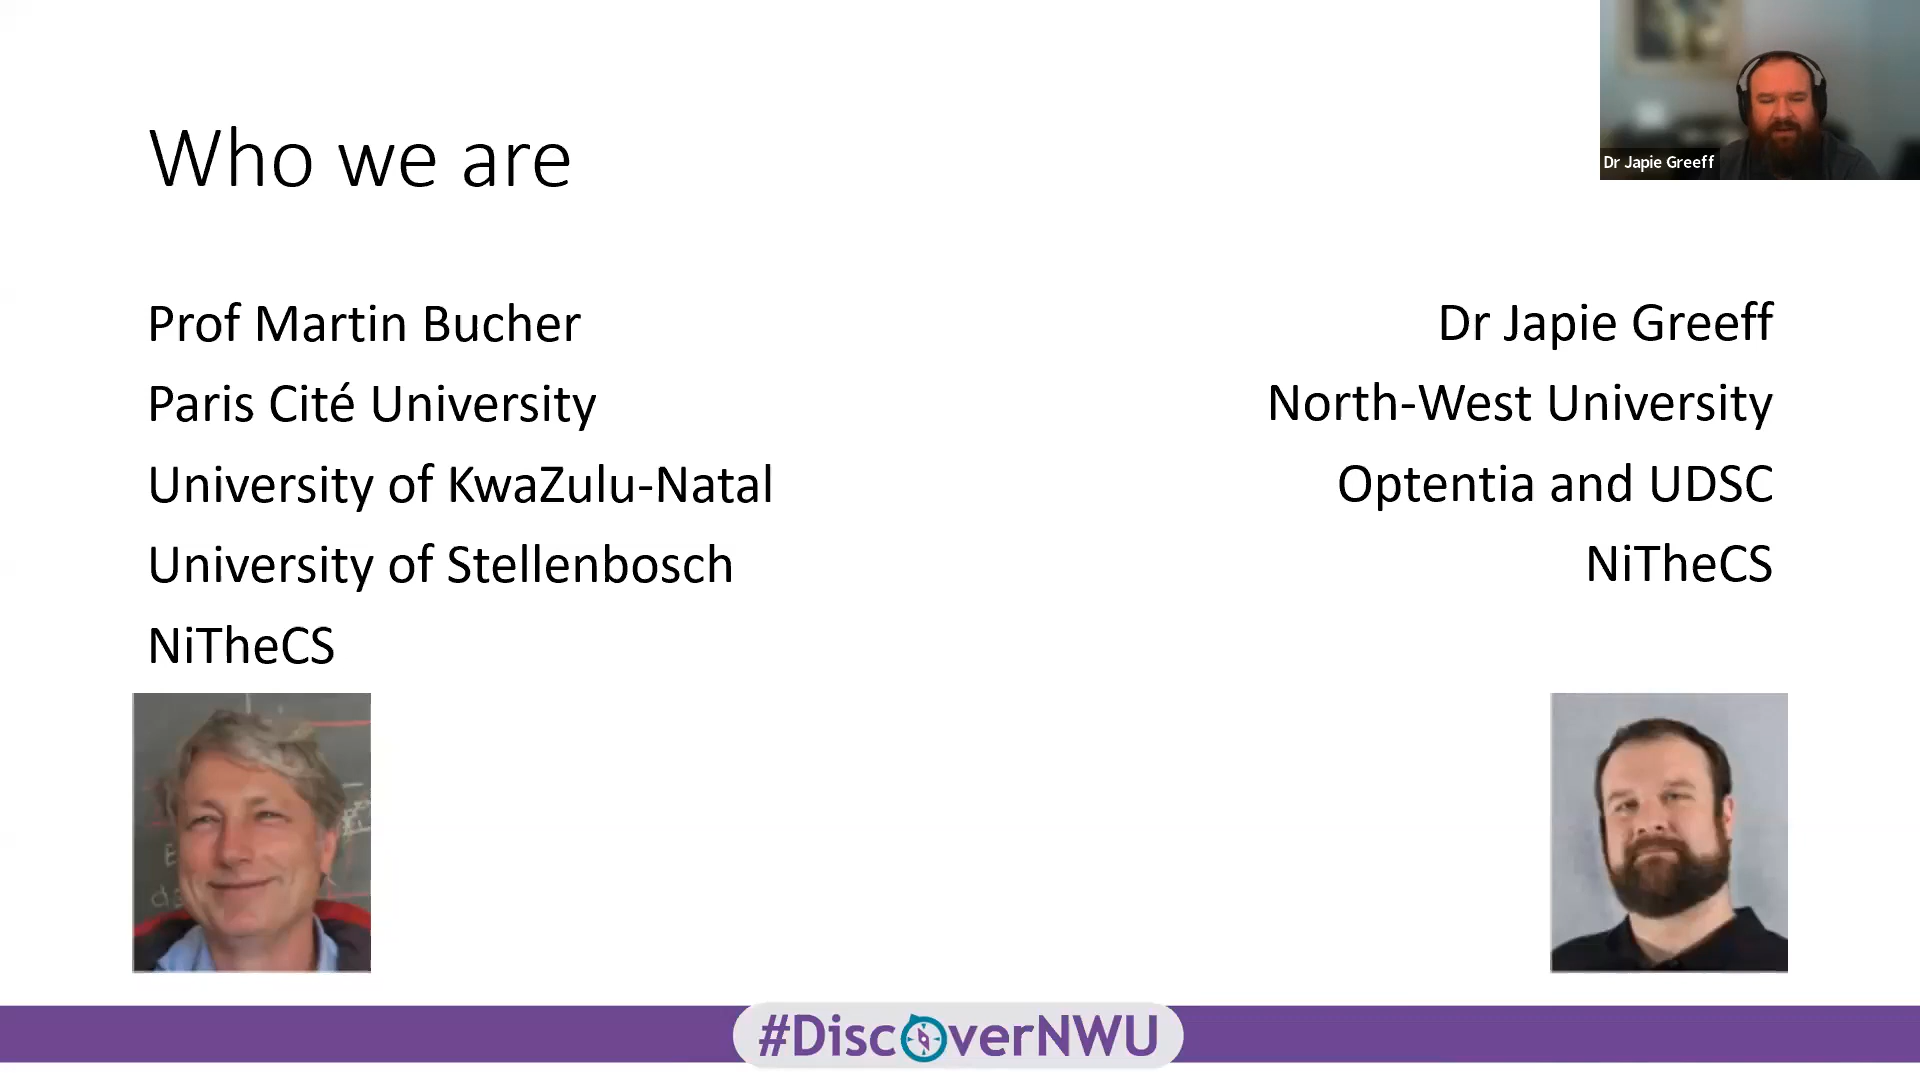 Who we are
Dr Japie Greeff
Prof Martin Bucher
Paris Cité University
University of KwaZulu-Natal
University of Stellenbosch
NiTheCS
Dr Japie Greeff
North-West University
Optentia and UDSC
NiTheCS
#DiscoverNWU